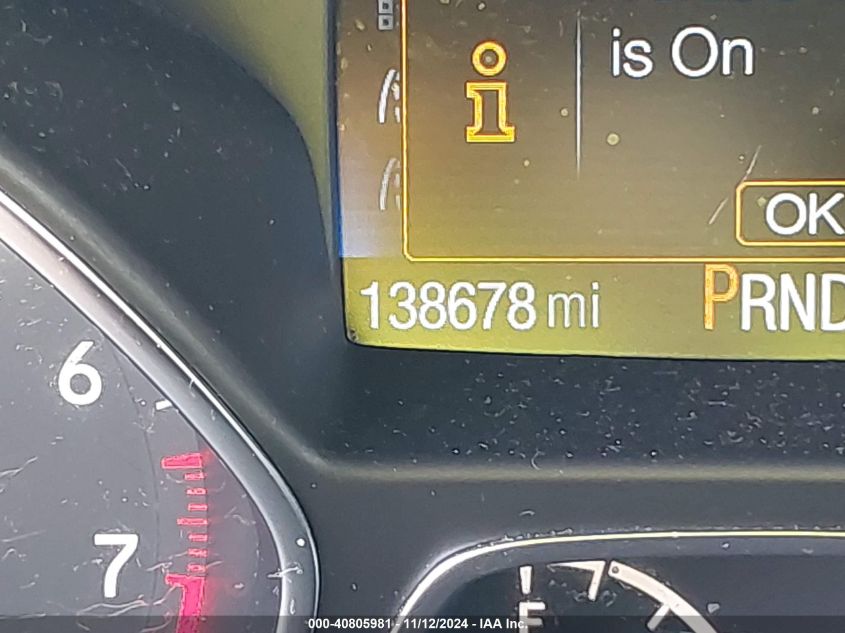 is On
OK
138678 mi PRND
6
7
F
000-40805981 - 11/12/2024 - IAA Inc.